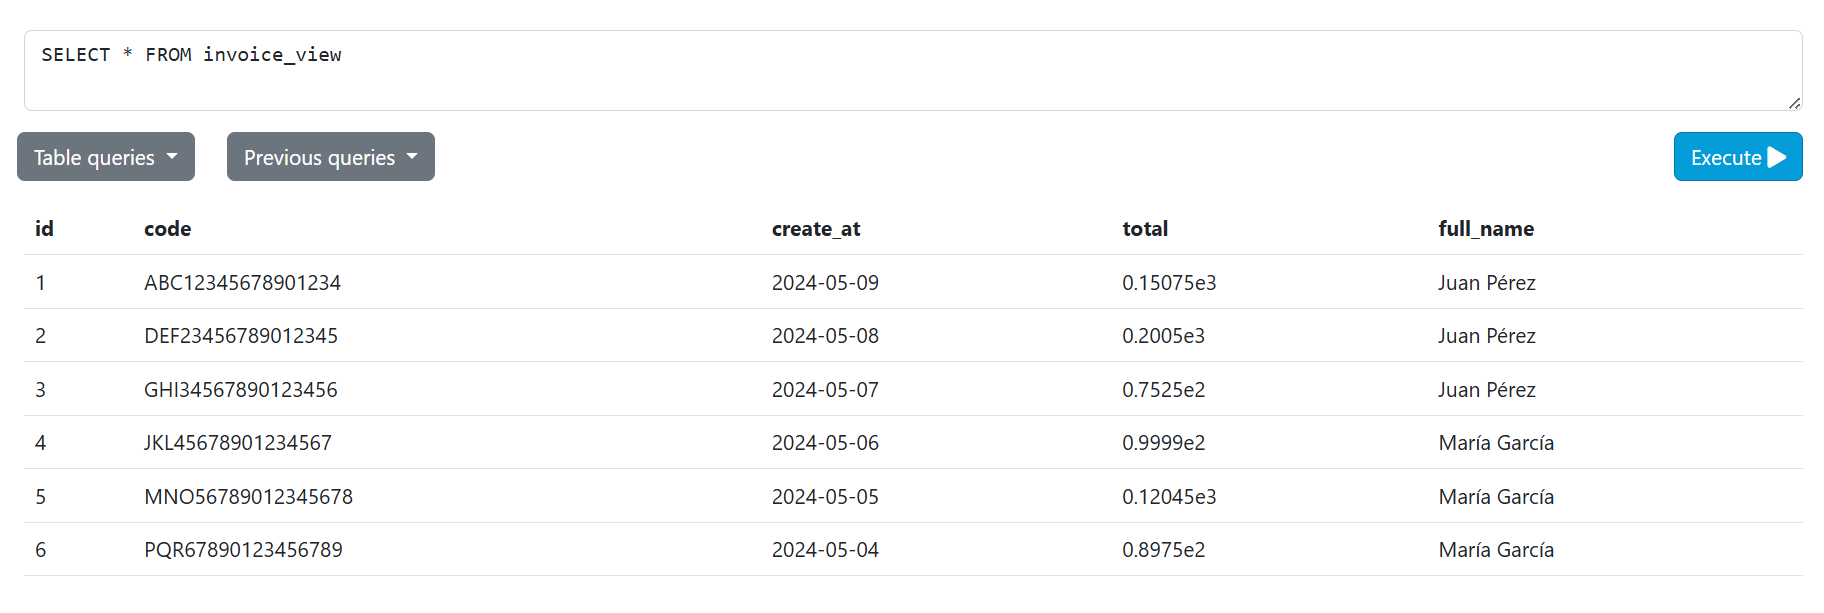 SELECT * FROM invoice_view
Table queries Previous queries Execute
id code create_at total full_name
1 ABC12345678901234 2024-05-09 0.15075e3 Juan Pérez
2 DEF23456789012345 2024-05-08 0.2005e3 Juan Pérez
3 GHI34567890123456 2024-05-07 0.7525e2 Juan Pérez
4 JKL45678901234567 2024-05-06 0.9999e2 María García
5 MNO56789012345678 2024-05-05 0.12045e3 María García
6 PQR67890123456789 2024-05-04 0.8975e2 María García